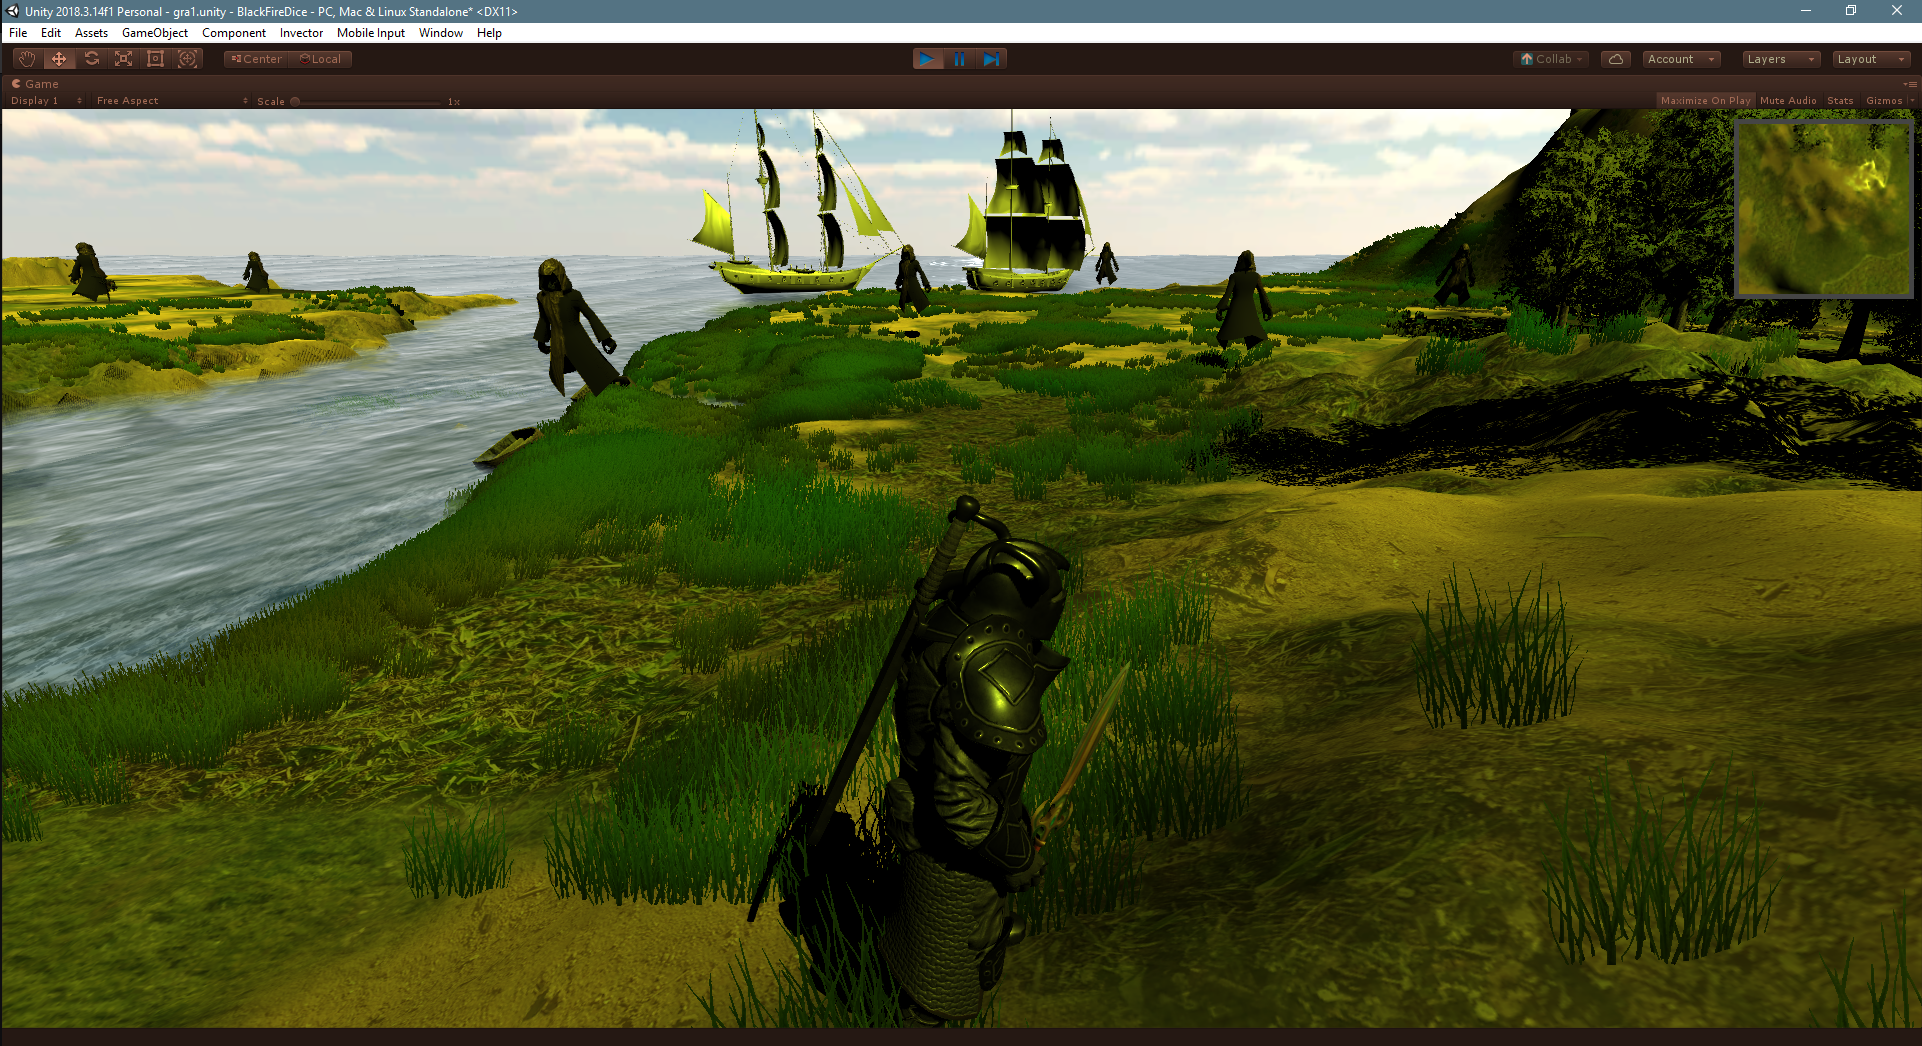 Unity 2018.3.14f1 Personal - gra1.unity - BlackFireDice - PC, Mac & Linux Standalone* <DX11>
File Edit Assets GameObject Component Invector Mobile Input Window Help
Center Local Collab Account Layers Layout
Game
Display 1 Free Aspect Scale 1x Maximize On Play Mute Audio Stats Gizmos